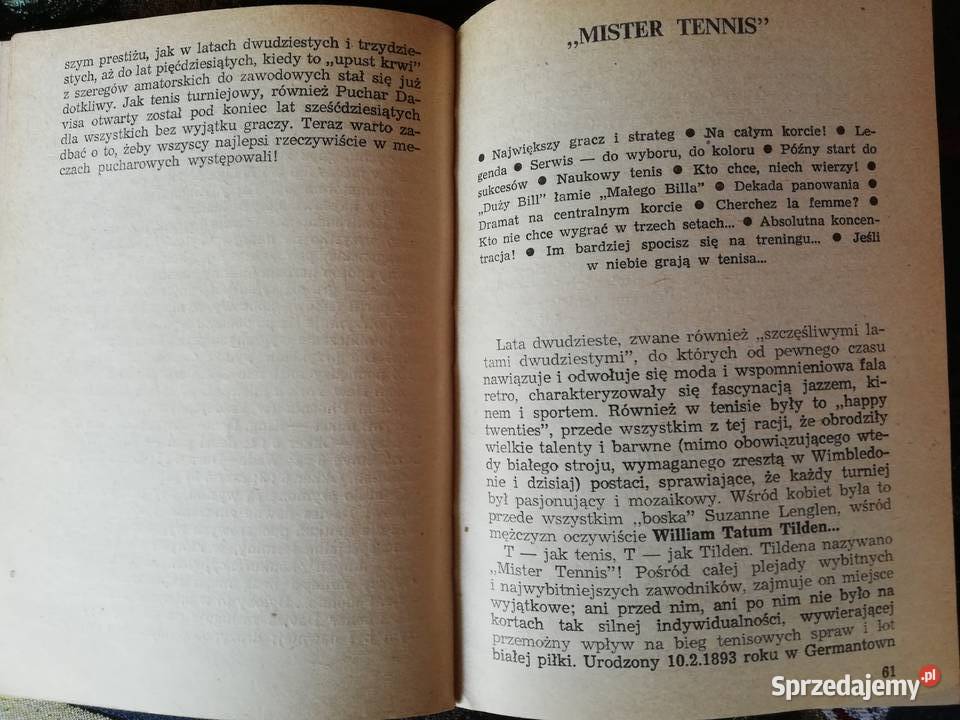 szym prestiżu, jak w latach dwudziestych i trzydzie-
stych, aż do lat pięćdziesiątych, kiedy to „upust krwi”
z szeregów amatorskich do zawodowych stał się już
dotkliwy. Jak tenis turniejowy, również Puchar Da-
visa otwarty został pod koniec lat sześćdziesiątych
dla wszystkich bez wyjątku graczy. Teraz warto za-
dbać o to, żeby wszyscy najlepsi rzeczywiście w me-
czach pucharowych występowali!
„MISTER TENNIS”
● Największy gracz i strateg ● Na całym korcie! ● Le-
genda ● Serwis — do wyboru, do koloru ● Późny start do
sukcesów ● Naukowy tenis ● Kto chce, niech wierzy! ●
„Duży Bill” łamie „Małego Billa” ● Dekada panowania ●
Dramat na centralnym korcie ● Cherchez la femme? ●
Kto nie chce wygrać w trzech setach... ● Absolutna koncen-
tracja! ● Im bardziej spocisz się na treningu... ● Jeśli
w niebie grają w tenisa...
Lata dwudzieste, zwane również „szczęśliwymi la-
tami dwudziestymi”, do których od pewnego czasu
nawiązuje i odwołuje się moda i wspomnieniowa fala
retro, charakteryzowały się fascynacją jazzem, ki-
nem i sportem. Również w tenisie były to „happy
twenties”, przede wszystkim z tej racji, że obrodziły
wielkie talenty i barwne (mimo obowiązującego wte-
dy białego stroju, wymaganego zresztą w Wimbledo-
nie i dzisiaj) postaci, sprawiające, że każdy turniej
był pasjonujący i mozaikowy. Wśród kobiet była to
przede wszystkim „boska” Suzanne Lenglen, wśród
mężczyzn oczywiście William Tatum Tilden...
T — jak tenis, T — jak Tilden. Tildena nazywano
„Mister Tennis”! Pośród całej plejady wybitnych
i najwybitniejszych zawodników, zajmuje on miejsce
wyjątkowe; ani przed nim, ani po nim nie było na
kortach tak silnej indywidualności, wywierającej
przemożny wpływ na bieg tenisowych spraw i lot
białej piłki. Urodzony 10.2.1893 roku w Germantown
61
Sprzedajemy.pl